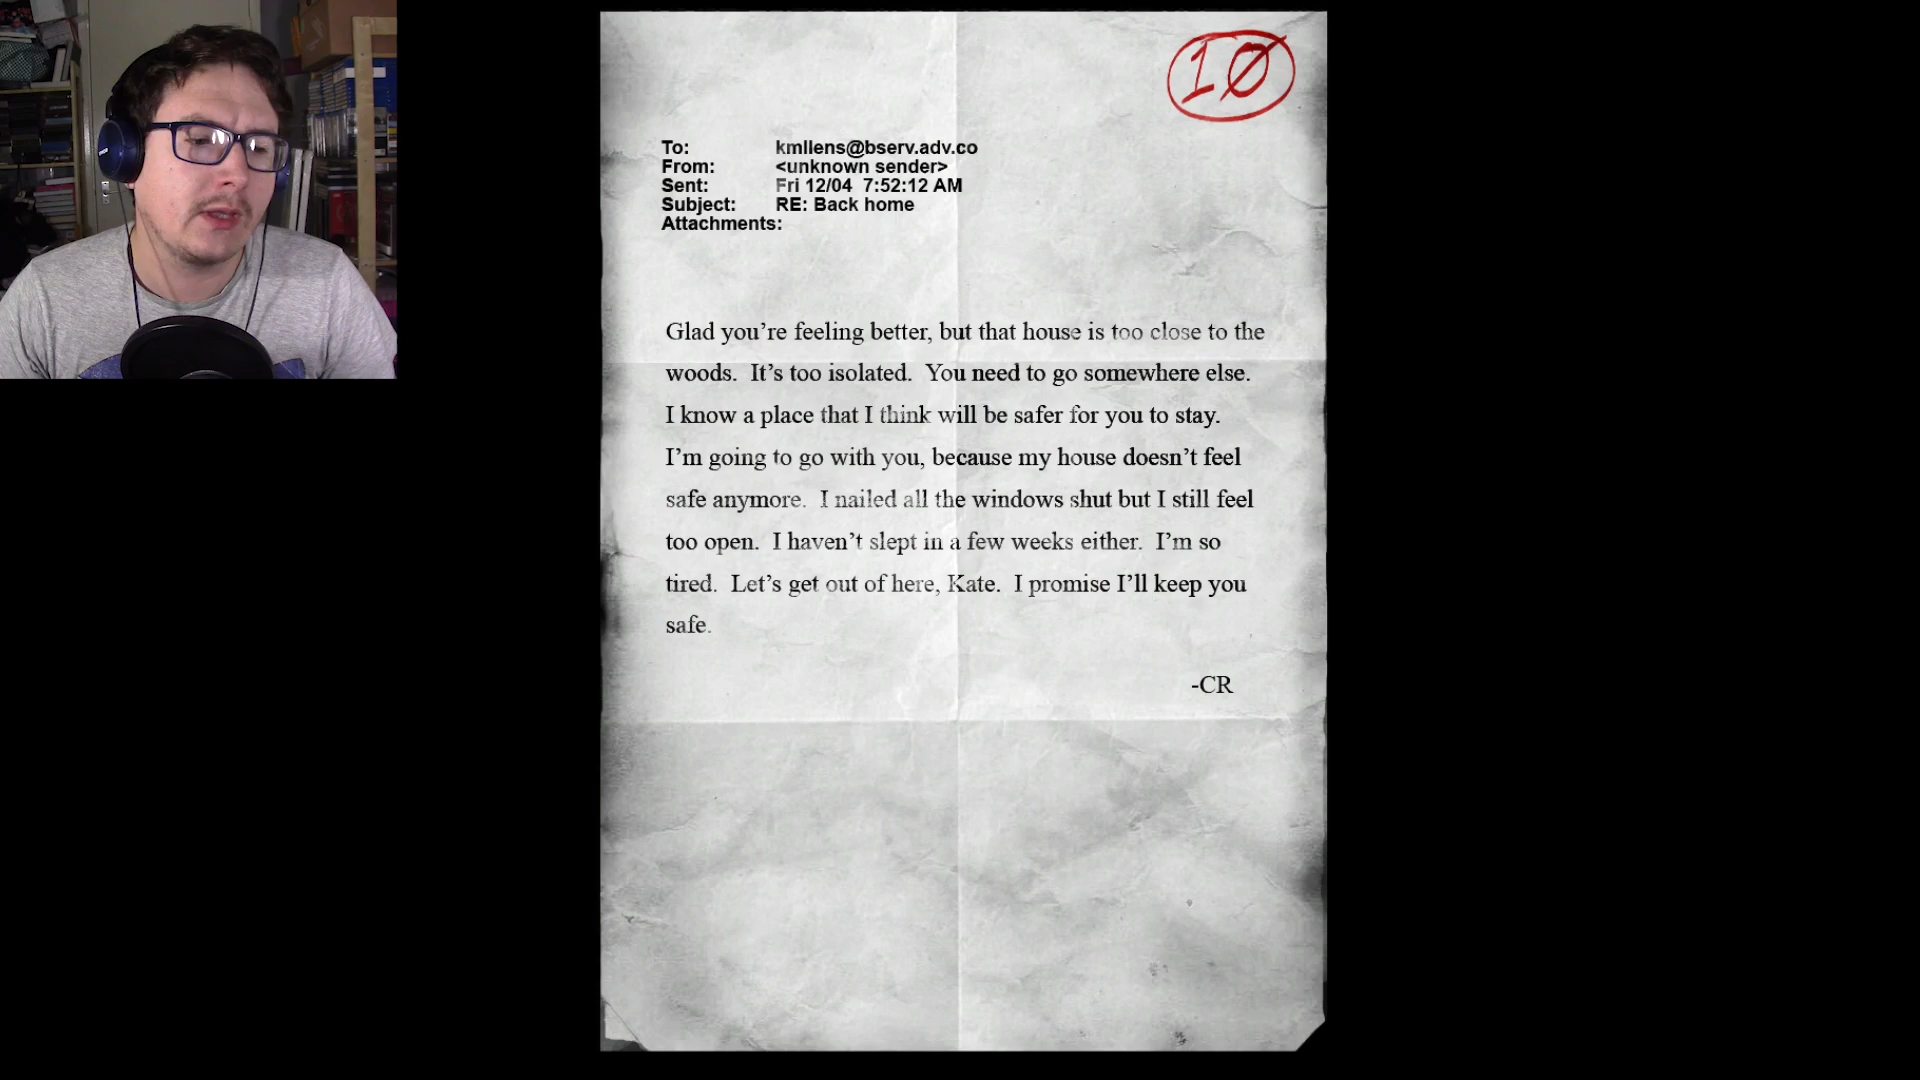 10
To: kmllens@bserv.adv.co
From: <unknown sender>
Sent: Fri 12/04 7:52:12 AM
Subject: RE: Back home
Attachments:
Glad you’re feeling better, but that house is too close to the
woods. It’s too isolated. You need to go somewhere else.
I know a place that I think will be safer for you to stay.
I’m going to go with you, because my house doesn’t feel
safe anymore. I nailed all the windows shut but I still feel
too open. I haven’t slept in a few weeks either. I’m so
tired. Let’s get out of here, Kate. I promise I’ll keep you
safe.
-CR